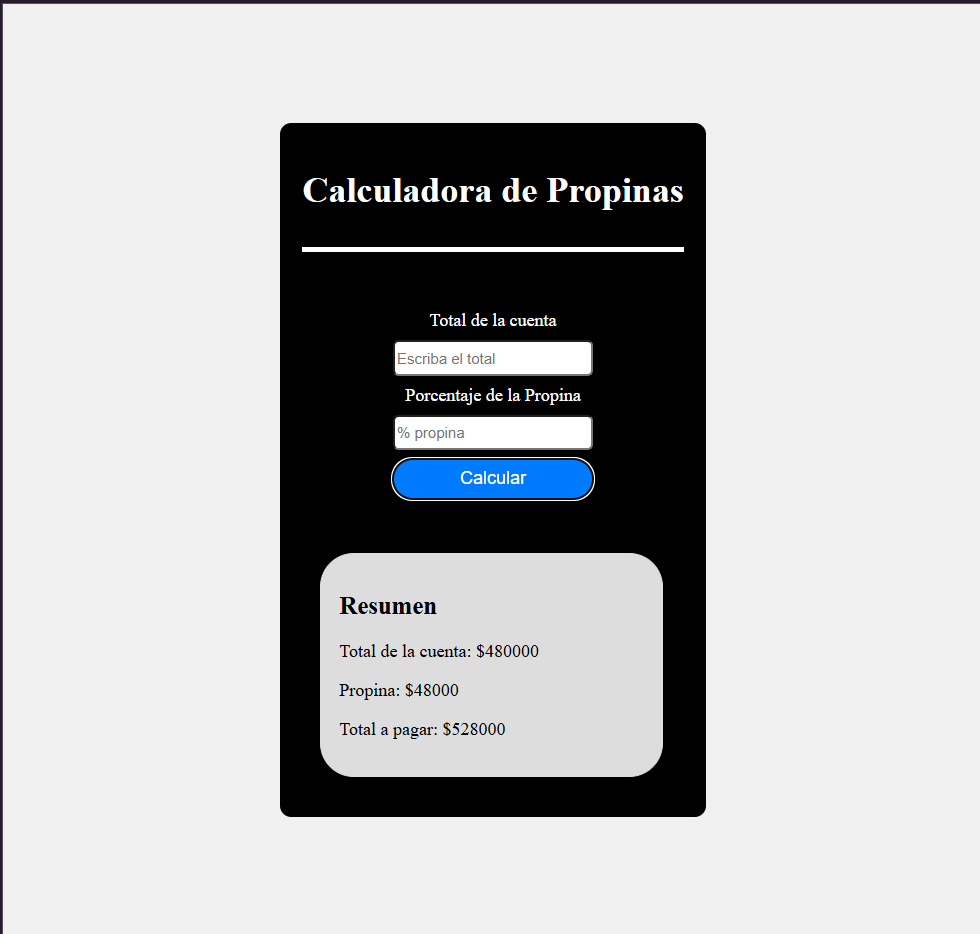 Calculadora de Propinas
Total de la cuenta
Escriba el total
Porcentaje de la Propina
% propina
Calcular
Resumen
Total de la cuenta: $480000
Propina: $48000
Total a pagar: $528000